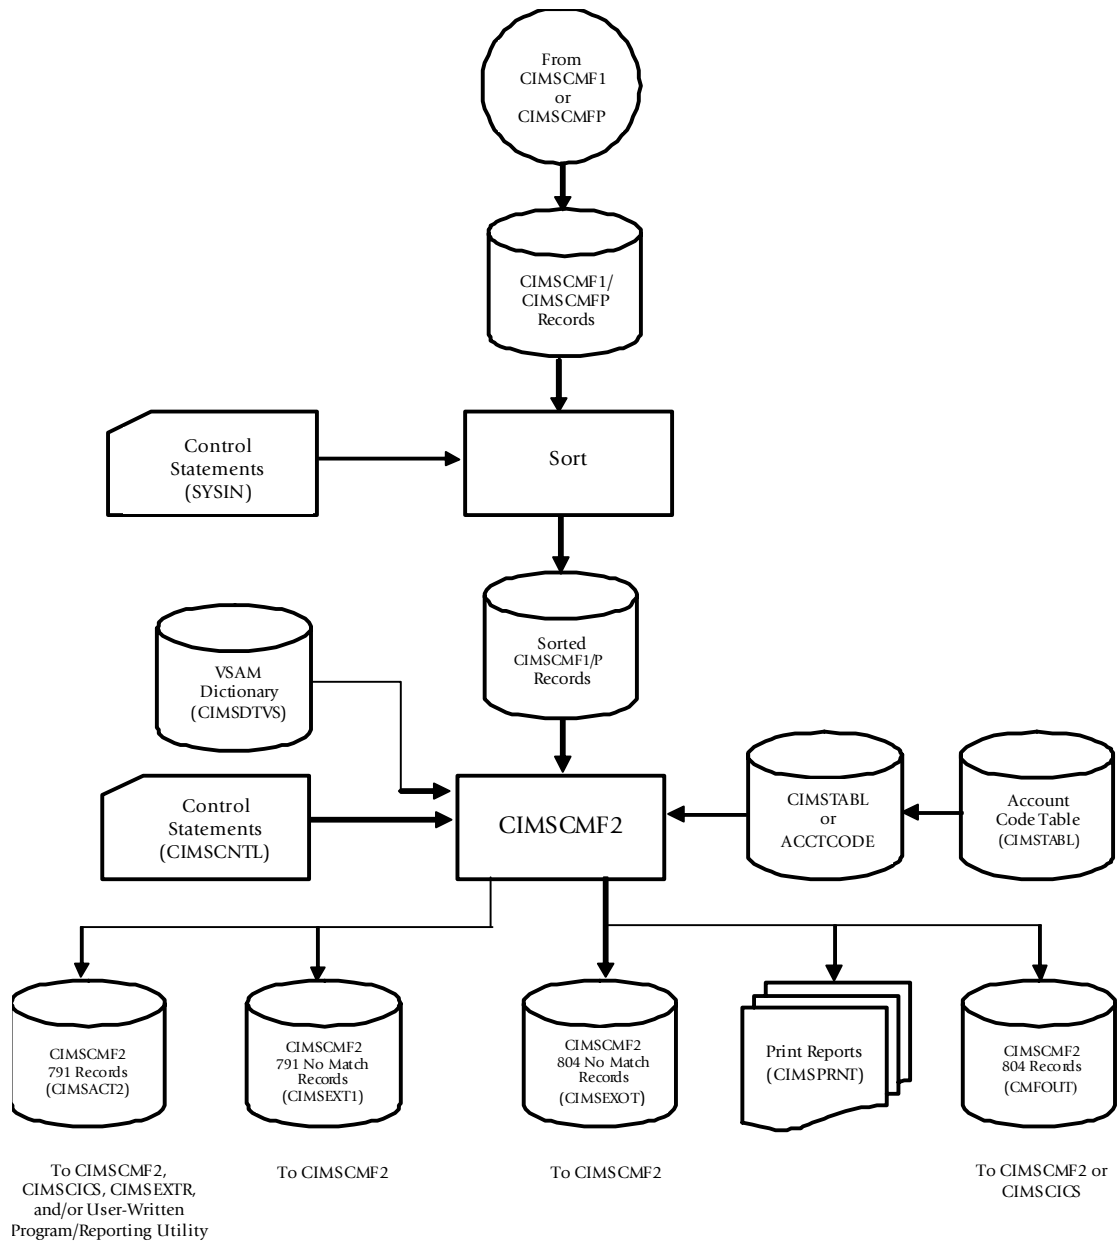 From
CIMSCMF1
or
CIMSCMFP
CIMSCMF1/
CIMSCMFP
Records
Control
Statements
(SYSIN)
Sort
VSAM
Dictionary
(CIMSDTVS)
Sorted
CIMSCMF1/P
Records
Control
Statements
(CIMSCNTL)
CIMSCMF2
CIMSTABL
or
ACCTCODE
Account
Code Table
(CIMSTABL)
CIMSCMF2
791 Records
(CIMSACT2)
CIMSCMF2
791 No Match
Records
(CIMSEXT1)
CIMSCMF2
804 No Match
Records
(CIMSEXOT)
Print Reports
(CIMSPRNT)
CIMSCMF2
804 Records
(CMFOUT)
To CIMSCMF2,
CIMSCICS, CIMSEXTR,
and/or User-Written
Program/Reporting Utility
To CIMSCMF2
To CIMSCMF2
To CIMSCMF2 or
CIMSCICS